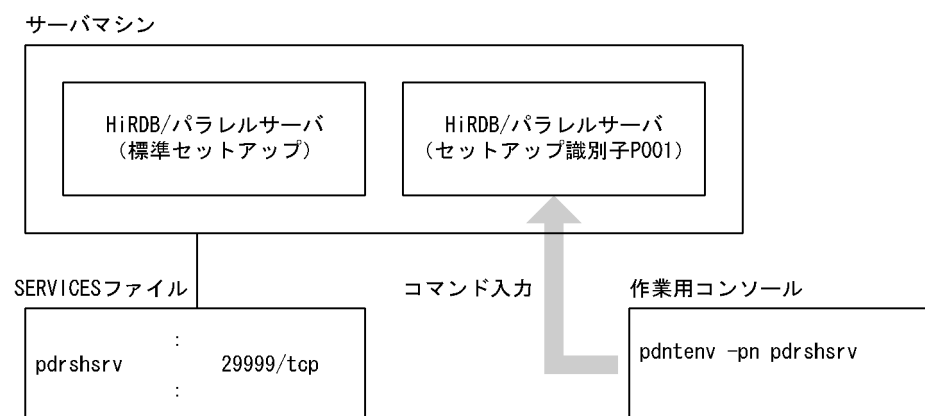 サーバマシン
HiRDB/パラレルサーバ
(標準セットアップ)
HiRDB/パラレルサーバ
(セットアップ識別子P001)
SERVICESファイル
コマンド入力
作業用コンソール
:
pdrshsrv 29999/tcp
:
pdntenv -pn pdrshsrv